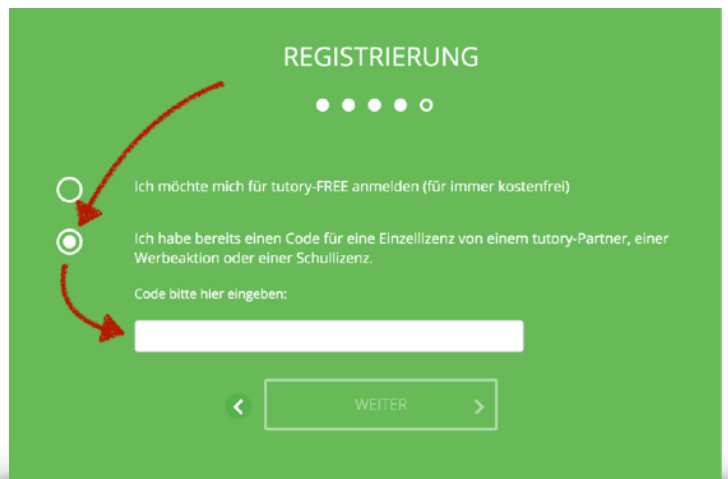 REGISTRIERUNG
Ich möchte mich für tutory-FREE anmelden (für immer kostenfrei)
Ich habe bereits einen Code für eine Einzellizenz von einem tutory-Partner, einer
Werbeaktion oder einer Schullizenz.
Code bitte hier eingeben:
WEITER